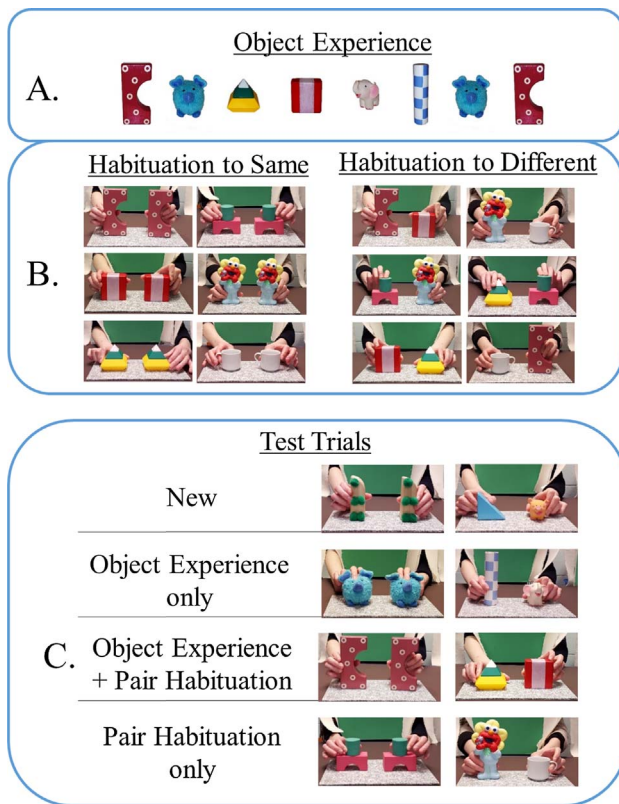 Object Experience
A.
Habituation to Same
Habituation to Different
B.
Test Trials
New
Object Experience
only
C.
Object Experience
+ Pair Habituation
Pair Habituation
only